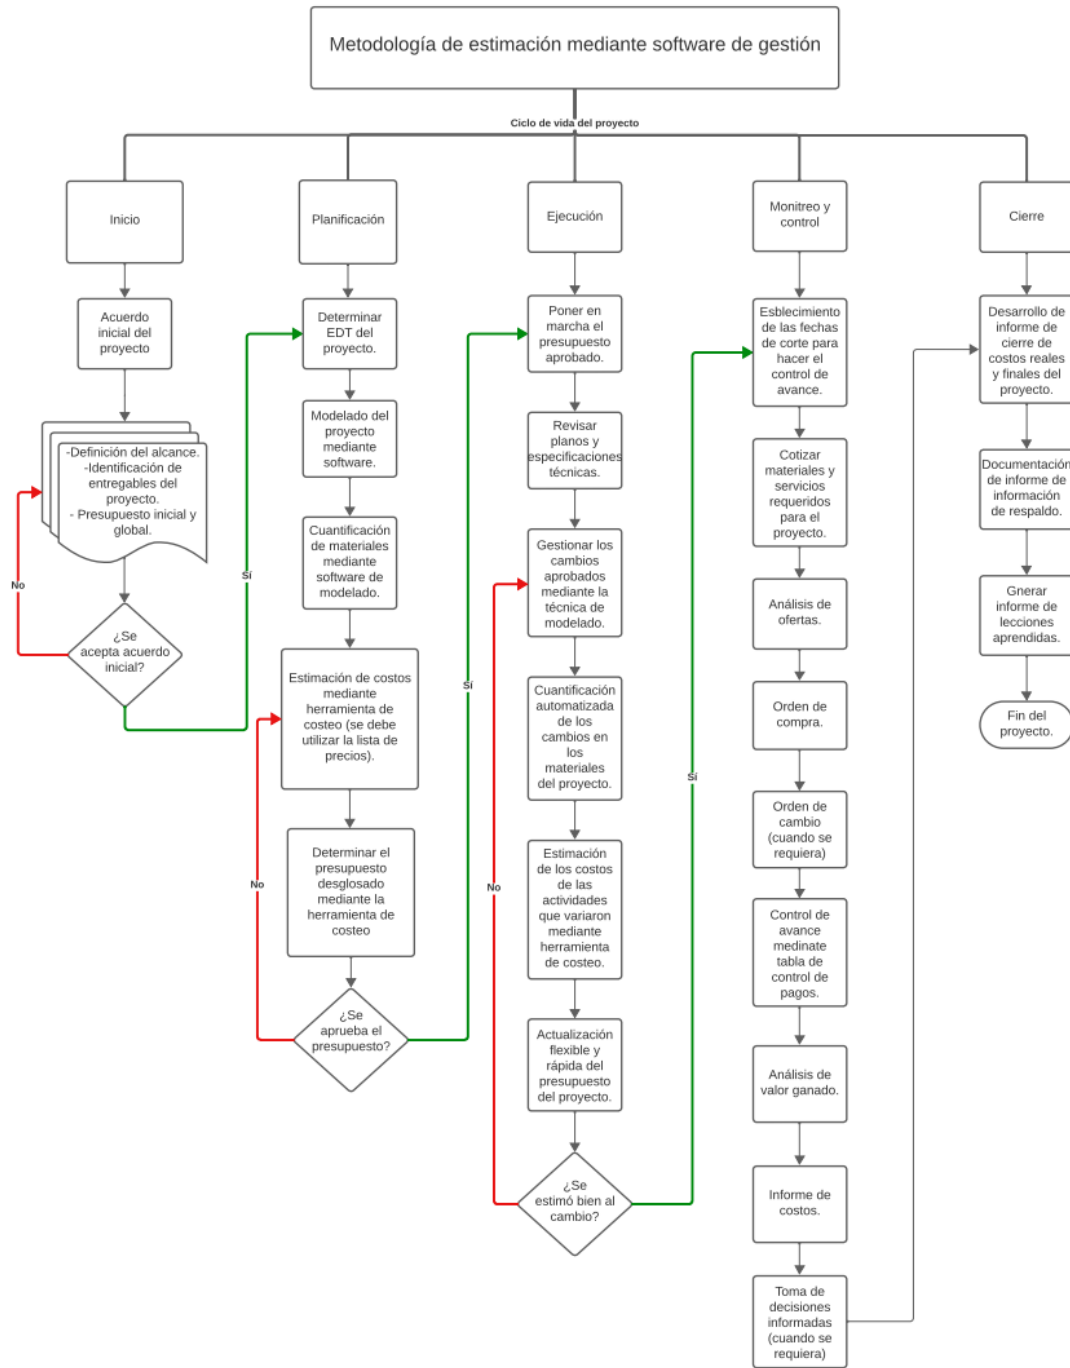 Metodología de estimación mediante software de gestión
Ciclo de vida del proyecto
Inicio
Acuerdo
inicial del
proyecto
-Definición del alcance.
-Identificación de
entregables del
proyecto.
- Presupuesto inicial y
global.
No
¿Se
acepta acuerdo
inicial?
Sí
Planificación
Determinar
EDT del
proyecto.
Modelado del
proyecto
mediante
software.
Cuantificación
de materiales
mediante
software de
modelado.
Estimación de costos
mediante
herramienta de
costeo (se debe
utilizar la lista de
precios).
Determinar el
presupuesto
desglosado
mediante la
herramienta de
costeo
No
¿Se
aprueba el
presupuesto?
Sí
Ejecución
Poner en
marcha el
presupuesto
aprobado.
Revisar
planos y
especificaciones
técnicas.
Gestionar los
cambios
aprobados
mediante la
técnica de
modelado.
Cuantificación
automatizada
de los
cambios en
los
materiales
del proyecto.
Estimación
de los costos
de las
actividades
que variaron
mediante
herramienta
de costeo.
Actualización
flexible y
rápida del
presupuesto
del proyecto.
No
¿Se
estimó bien al
cambio?
Sí
Monitreo y
control
Esblecimiento
de las fechas
de corte para
hacer el
control de
avance.
Cotizar
materiales y
servicios
requeridos
para el
proyecto.
Análisis de
ofertas.
Orden de
compra.
Orden de
cambio
(cuando se
requiera)
Control de
avance
medinate
tabla de
control de
pagos.
Análisis de
valor ganado.
Informe de
costos.
Toma de
decisiones
informadas
(cuando se
requiera)
Cierre
Desarrollo de
informe de
cierre de
costos reales
y finales del
proyecto.
Documentación
de informe de
información
de respaldo.
Gnerar
informe de
lecciones
aprendidas.
Fin del
proyecto.